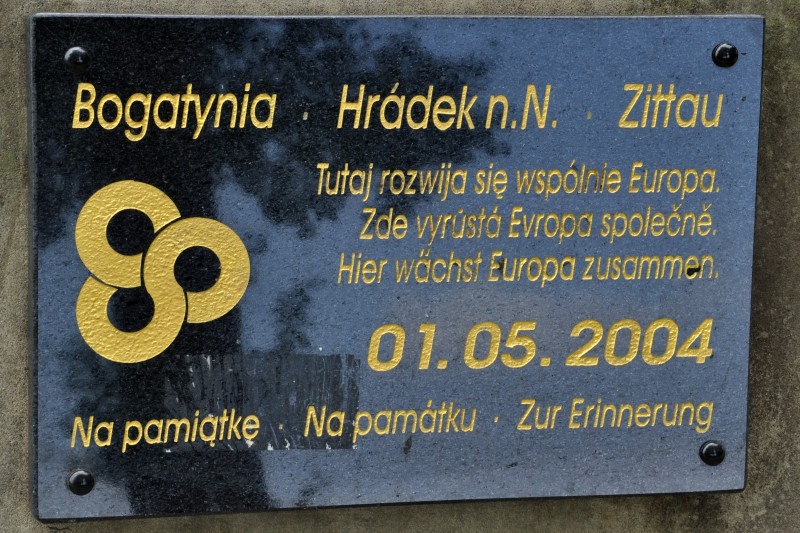 Bogatynia · Hrádek n.N. · Zittau
Tutaj rozwija się wspólnie Europa.
Zde vyrůstá Evropa společně.
Hier wächst Europa zusammen.
01.05.2004
Na pamiątkę · Na památku · Zur Erinnerung